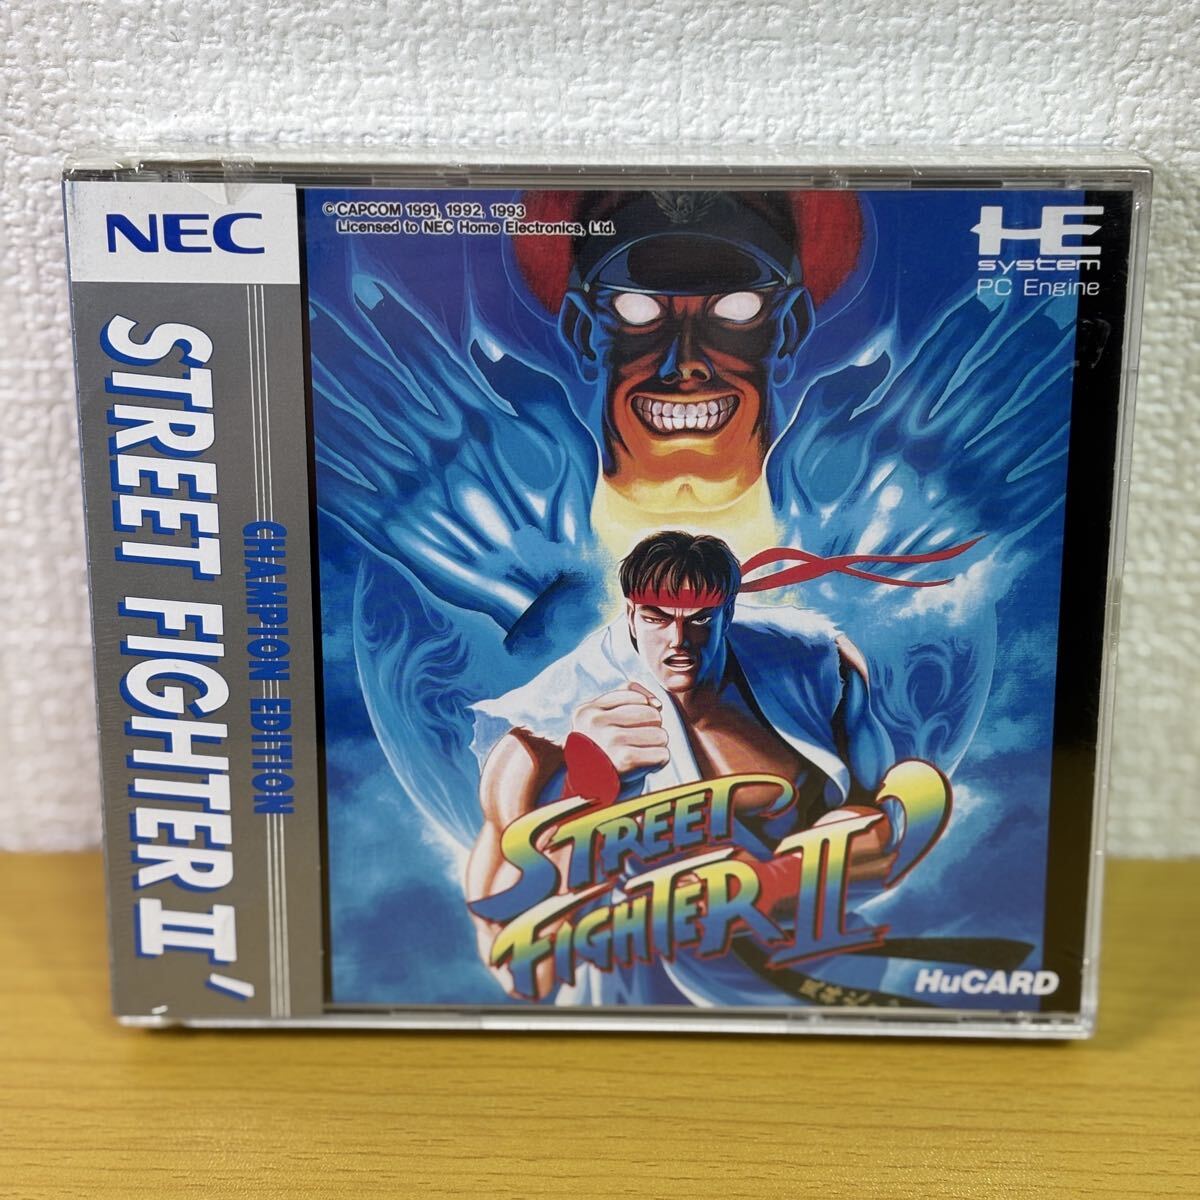 NEC
STREET FIGHTER II'
CHAMPION EDITION
©CAPCOM 1991, 1992, 1993
Licensed to NEC Home Electronics, Ltd.
HE
system
PC Engine
STREET
FIGHTER II'
HuCARD